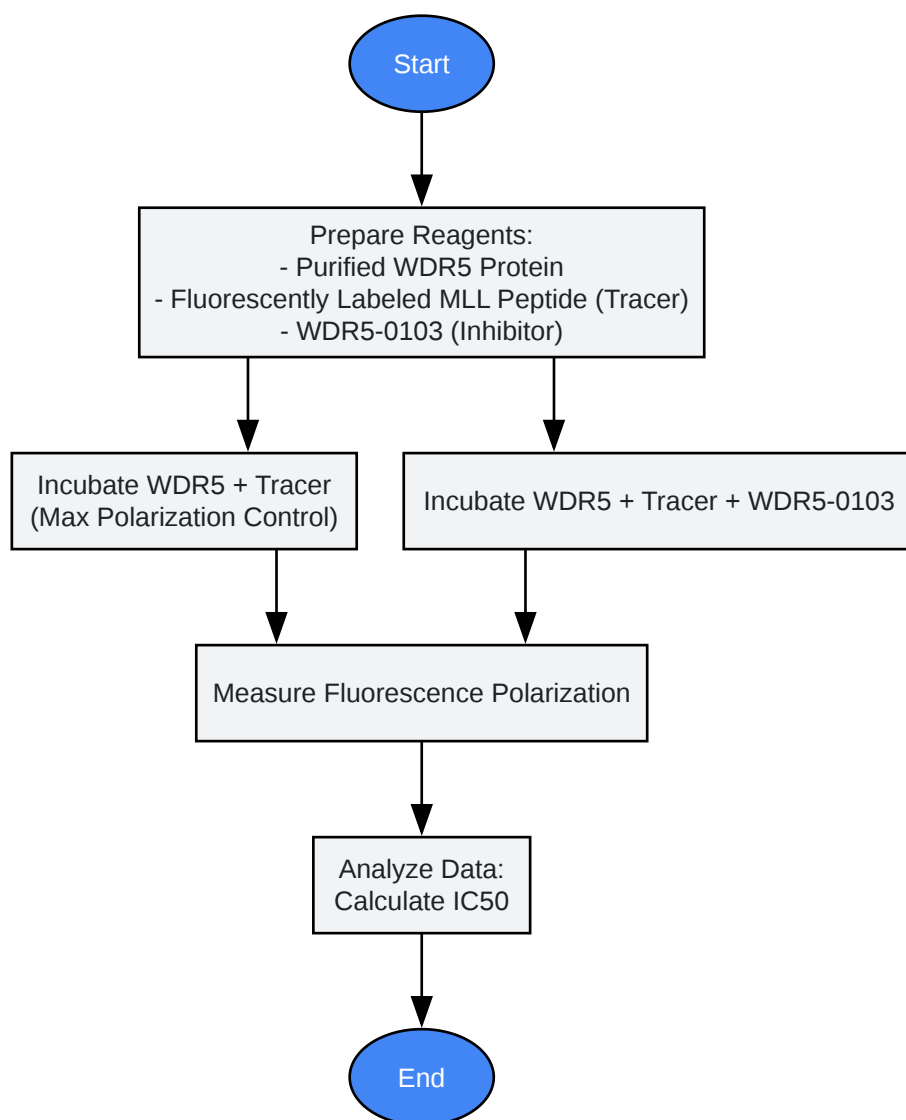 Start
Prepare Reagents:
- Purified WDR5 Protein
- Fluorescently Labeled MLL Peptide (Tracer)
- WDR5-0103 (Inhibitor)
Incubate WDR5 + Tracer
(Max Polarization Control)
Incubate WDR5 + Tracer + WDR5-0103
Measure Fluorescence Polarization
Analyze Data:
Calculate IC50
End